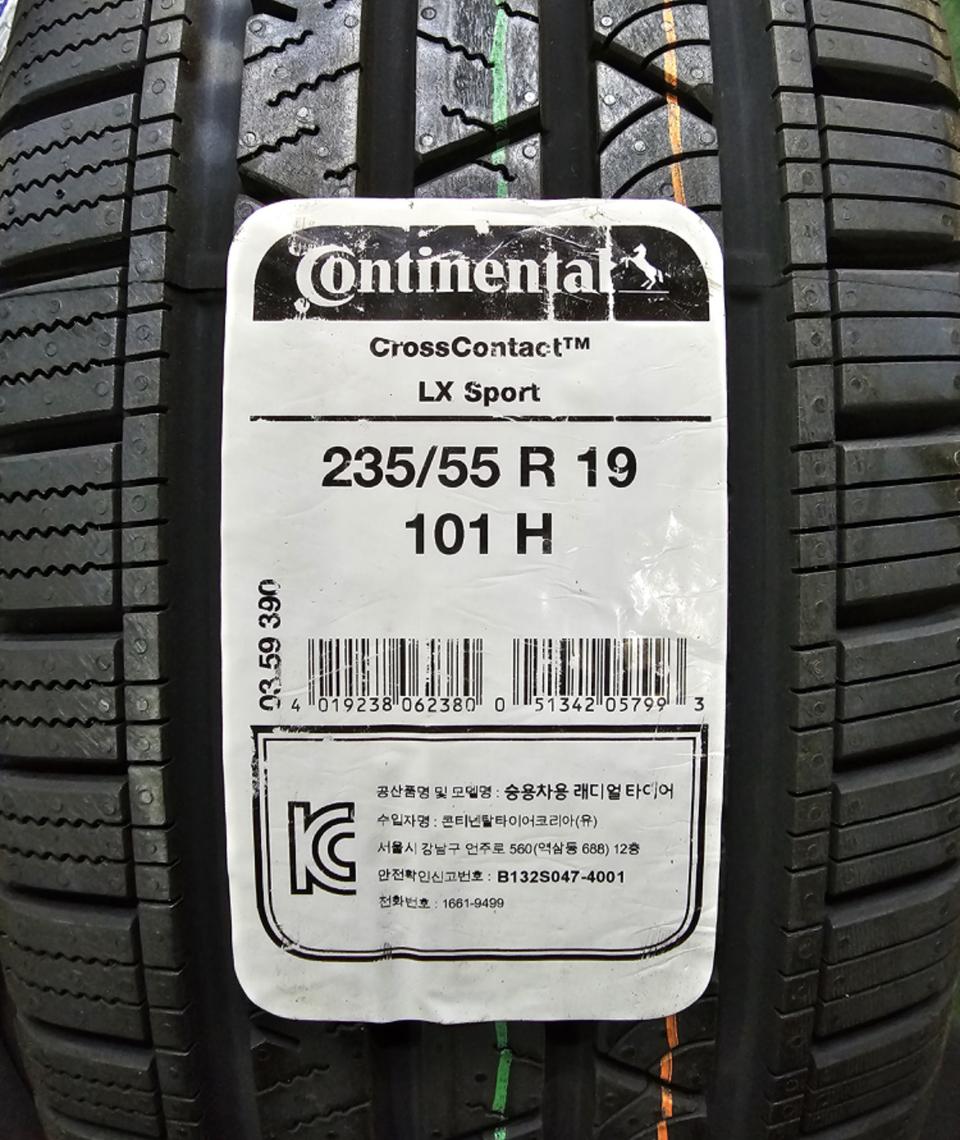 Continental
CrossContact™
LX Sport
235/55 R 19
101 H
03 59 390
4 019238 062380 0 51342 05799 3
공산품명 및 모델명 : 승용차용 래디얼 타이어
수입자명 : 콘티넨탈타이어코리아(유)
서울시 강남구 언주로 560(역삼동 688) 12층
안전확인신고번호 : B132S047-4001
전화번호 : 1661-9499